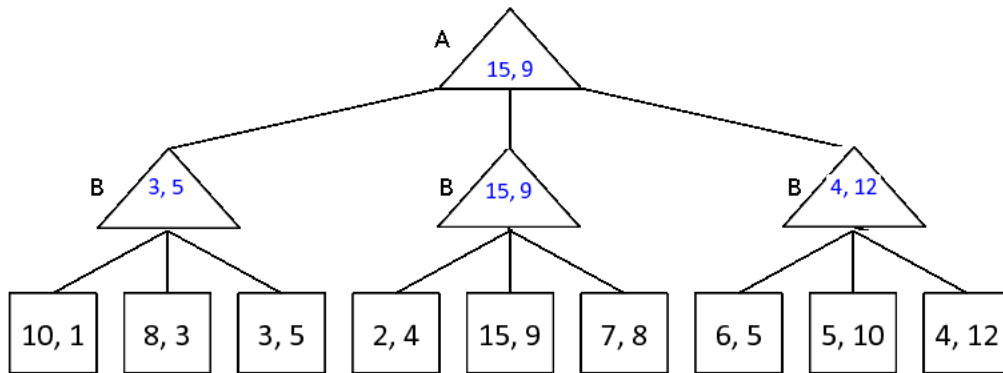 A
15, 9
B 3, 5 B 15, 9 B 4, 12
10, 1 8, 3 3, 5 2, 4 15, 9 7, 8 6, 5 5, 10 4, 12